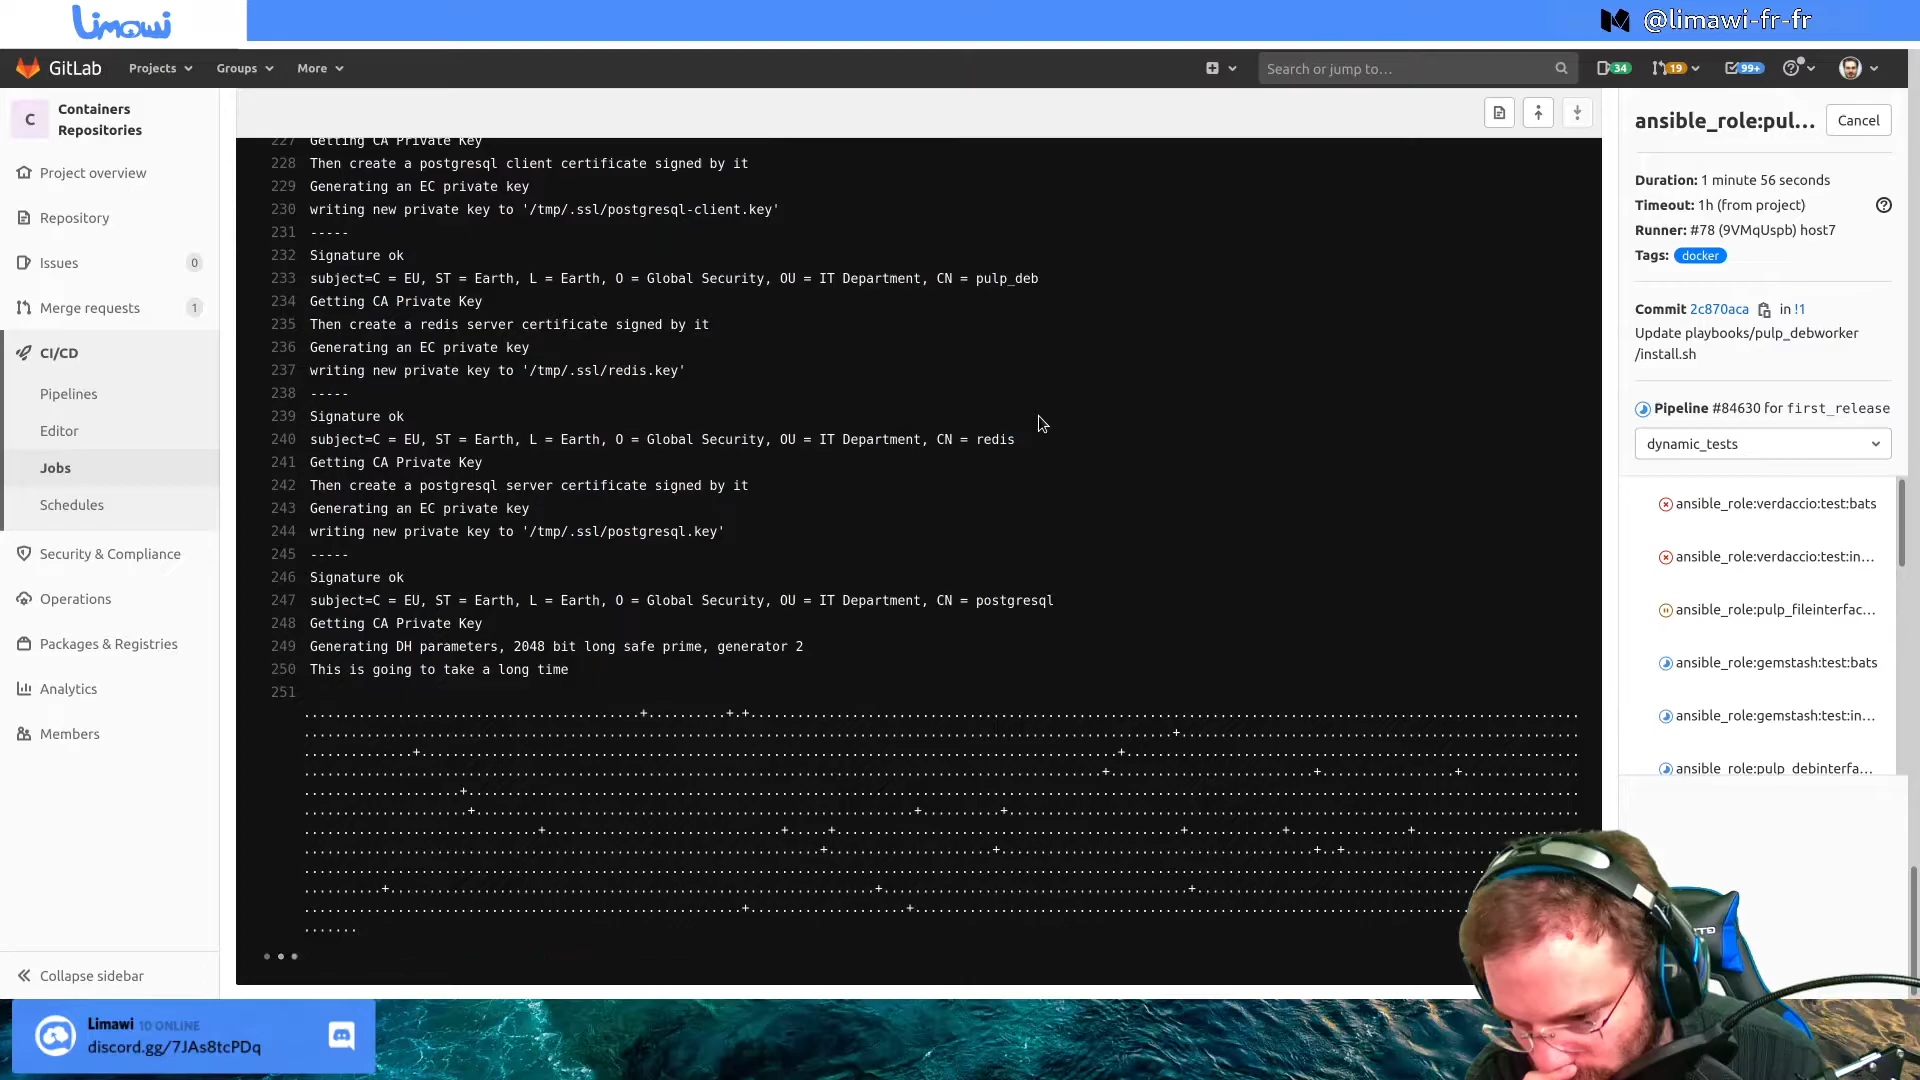 Limawi
@limawi-fr-fr
GitLab
Projects
Groups
More
Search or jump to…
34
19
99+
C
Containers
Repositories
Project overview
Repository
Issues
0
Merge requests
1
CI/CD
Pipelines
Editor
Jobs
Schedules
Security & Compliance
Operations
Packages & Registries
Analytics
Members
Collapse sidebar
227 Getting CA Private Key
228 Then create a postgresql client certificate signed by it
229 Generating an EC private key
230 writing new private key to '/tmp/.ssl/postgresql-client.key'
231 -----
232 Signature ok
233 subject=C = EU, ST = Earth, L = Earth, O = Global Security, OU = IT Department, CN = pulp_deb
234 Getting CA Private Key
235 Then create a redis server certificate signed by it
236 Generating an EC private key
237 writing new private key to '/tmp/.ssl/redis.key'
238 -----
239 Signature ok
240 subject=C = EU, ST = Earth, L = Earth, O = Global Security, OU = IT Department, CN = redis
241 Getting CA Private Key
242 Then create a postgresql server certificate signed by it
243 Generating an EC private key
244 writing new private key to '/tmp/.ssl/postgresql.key'
245 -----
246 Signature ok
247 subject=C = EU, ST = Earth, L = Earth, O = Global Security, OU = IT Department, CN = postgresql
248 Getting CA Private Key
249 Generating DH parameters, 2048 bit long safe prime, generator 2
250 This is going to take a long time
251
ansible_role:pul...
Cancel
Duration: 1 minute 56 seconds
Timeout: 1h (from project)
Runner: #78 (9VMqUspb) host7
Tags: docker
Commit 2c870aca in !1
Update playbooks/pulp_debworker
/install.sh
Pipeline #84630 for first_release
dynamic_tests
ansible_role:verdaccio:test:bats
ansible_role:verdaccio:test:in…
ansible_role:pulp_fileinterfac…
ansible_role:gemstash:test:bats
ansible_role:gemstash:test:in…
ansible_role:pulp_debinterfa…
Limawi 10 ONLINE
discord.gg/7JAs8tcPDq